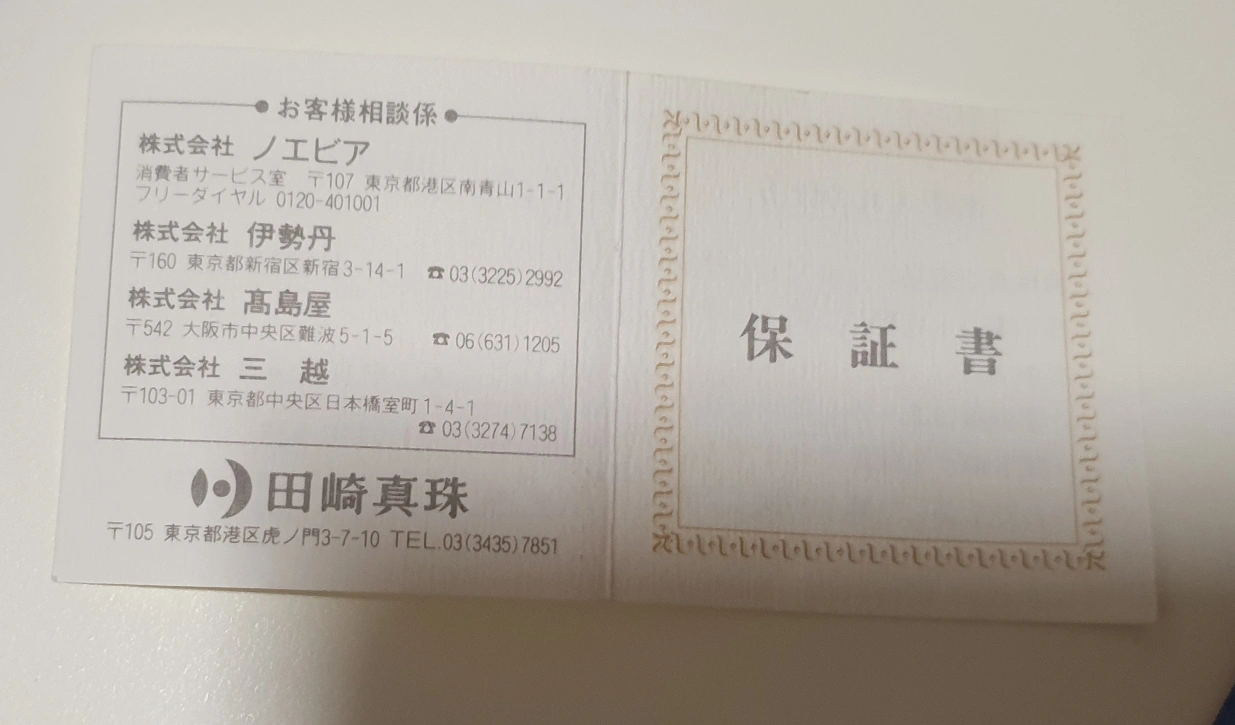 お客様相談係
株式会社 ノエビア
消費者サービス室 〒107 東京都港区南青山1-1-1
フリーダイヤル 0120-401001
株式会社 伊勢丹
〒160 東京都新宿区新宿3-14-1 ☎03(3225)2992
株式会社 髙島屋
〒542 大阪市中央区難波5-1-5 ☎06(631)1205
株式会社 三越
〒103-01 東京都中央区日本橋室町1-4-1
☎03(3274)7138
田崎真珠
〒105 東京都港区虎ノ門3-7-10 TEL.03(3435)7851
保証書